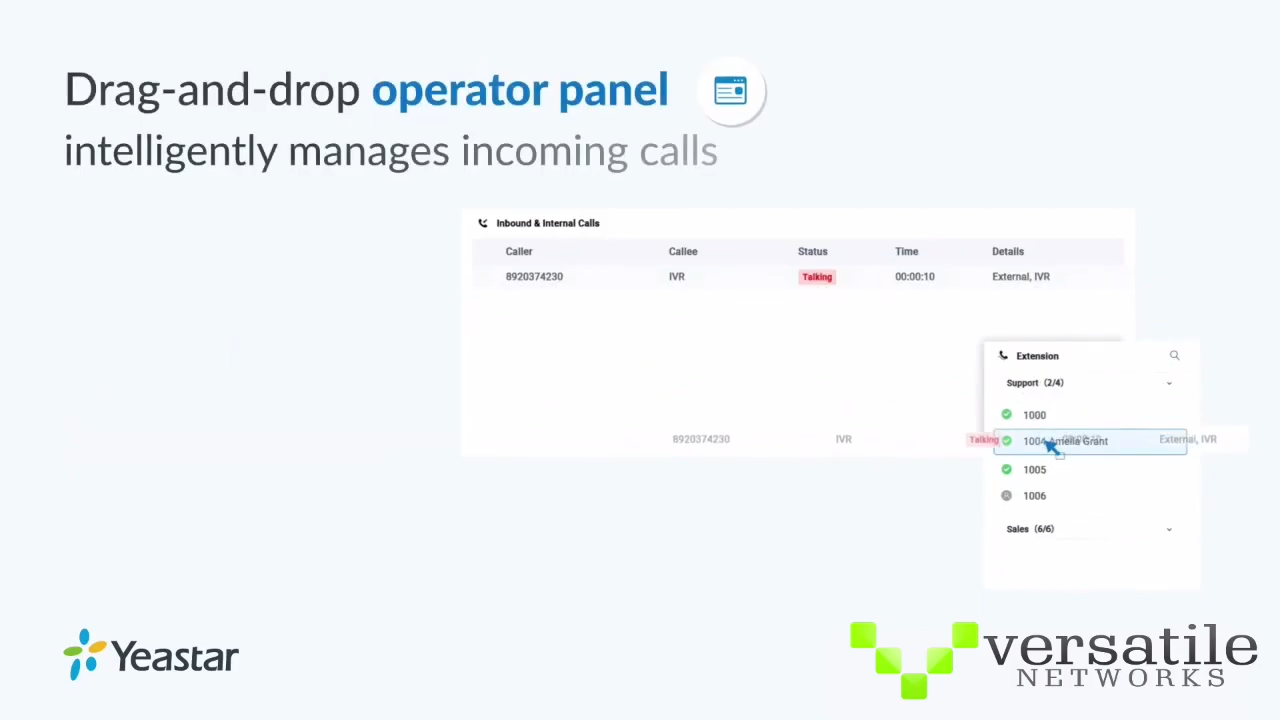 Drag-and-drop operator panel
intelligently manages incoming calls
Inbound & Internal Calls
Caller Callee Status Time Details
8920374230 IVR Talking 00:00:10 External, IVR
Extension
Support (2/4)
1000
8920374230 IVR Talking 1004 Amelia Grant External, IVR
1005
1006
Sales (6/6)
Yeastar
versatile
NETWORKS